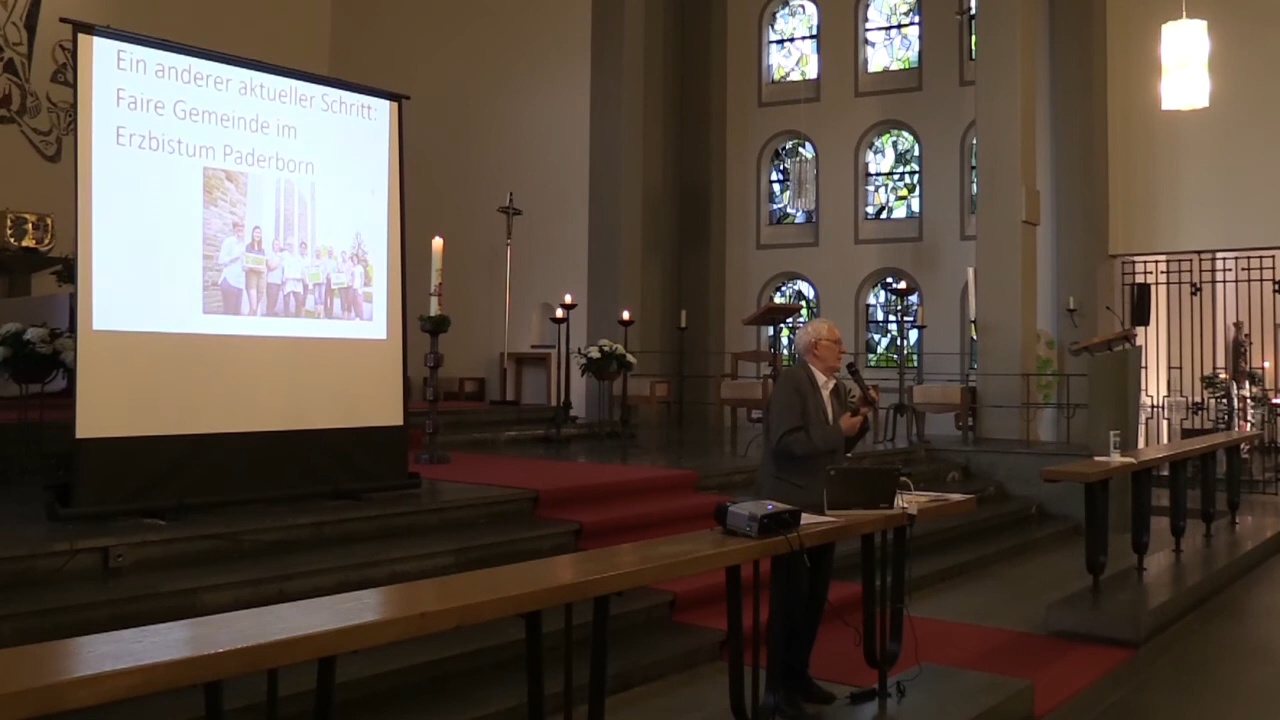 Ein anderer aktueller Schritt:
Faire Gemeinde im
Erzbistum Paderborn